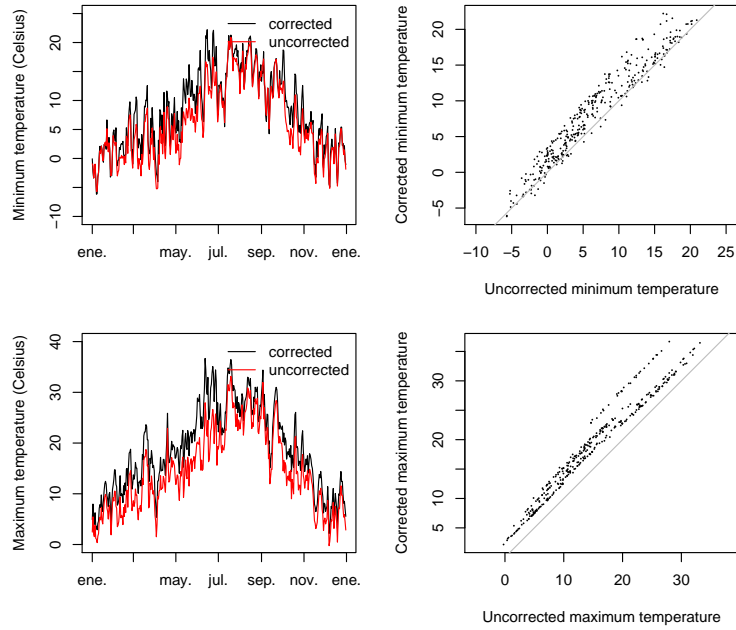 Minimum temperature (Celsius)
−10
0
5
10
15
20
corrected
uncorrected
ene.
may.
jul.
sep.
nov.
ene.
Corrected minimum temperature
−5
0
5
10
15
20
−10
−5
0
5
10
15
20
25
Uncorrected minimum temperature
Maximum temperature (Celsius)
0
10
20
30
40
corrected
uncorrected
ene.
may.
jul.
sep.
nov.
ene.
Corrected maximum temperature
5
10
20
30
0
10
20
30
Uncorrected maximum temperature